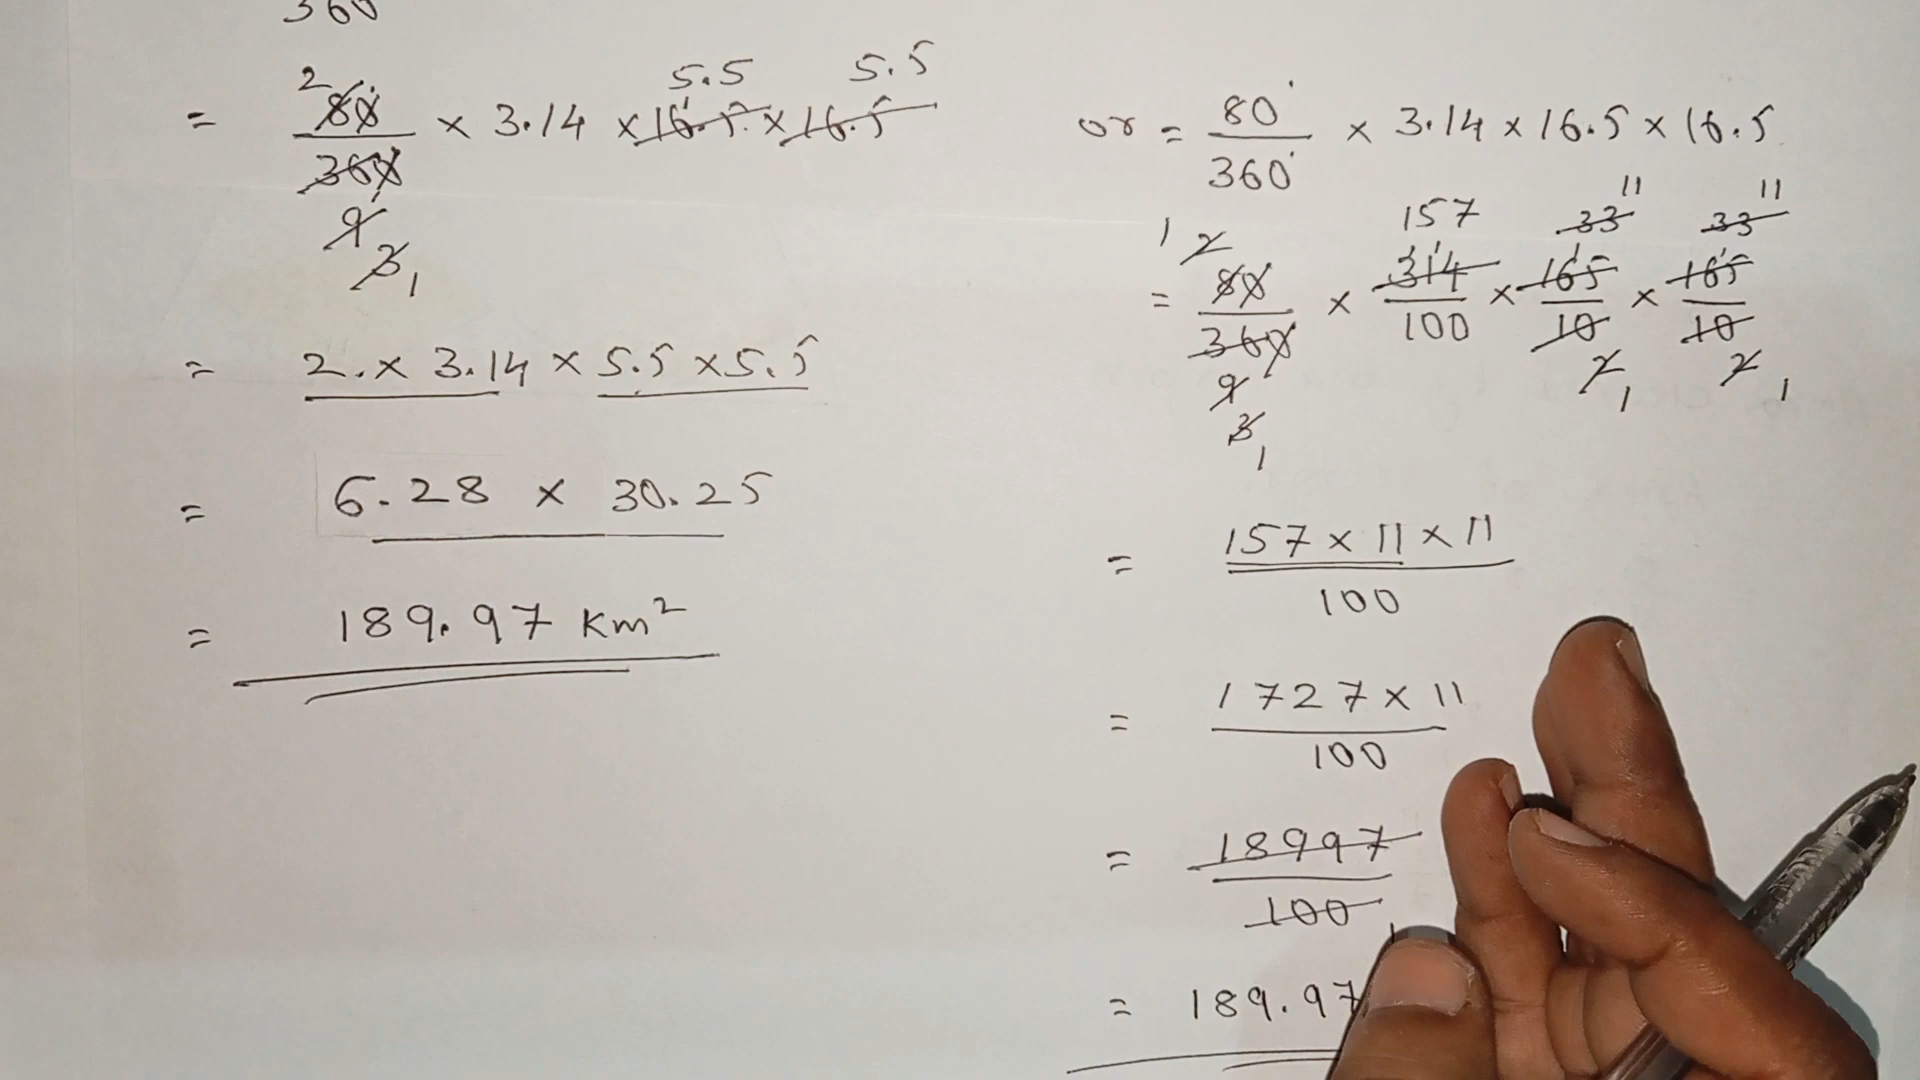 360
2 5.5 5.5
= 80° × 3.14 × 16.5 × 16.5
360
9
3 1
= 2 × 3.14 × 5.5 × 5.5
= 6.28 × 30.25
= 189.97 km²
or = 80° × 3.14 × 16.5 × 16.5
360°
1 2 157 33 11 33 11
= 80 × 314 × 165 × 165
360 100 10 10
9 2 1 2 1
3 1
= 157 × 11 × 11
100
= 1727 × 11
100
= 18997
100
= 189.97